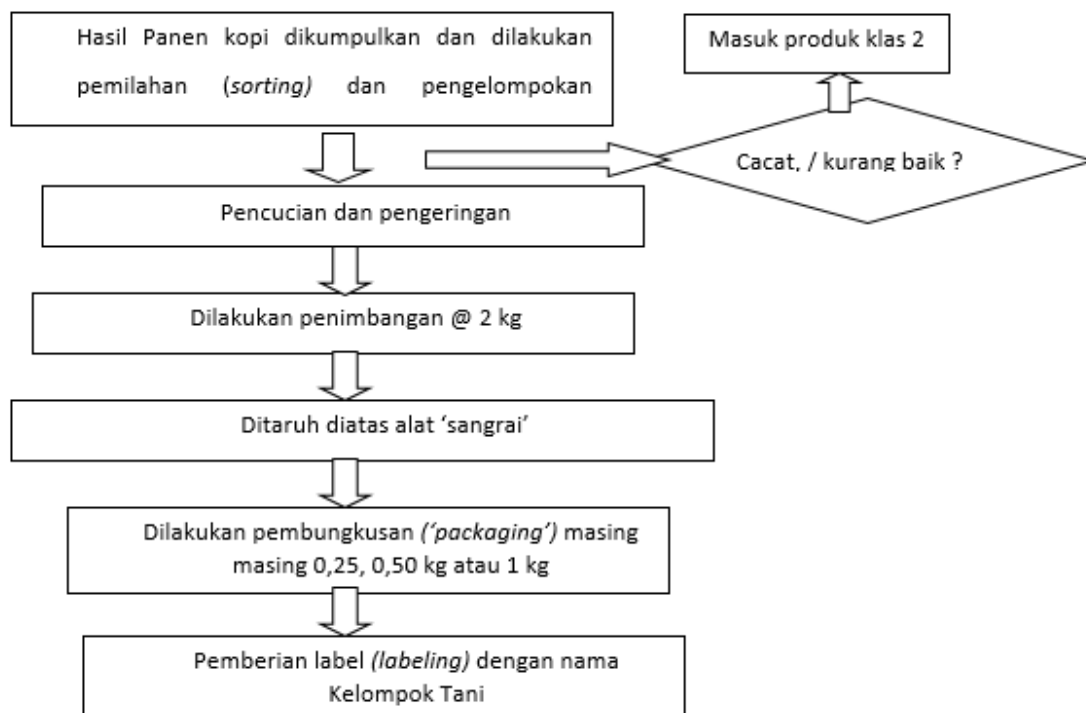 Hasil Panen kopi dikumpulkan dan dilakukan
pemilahan (sorting) dan pengelompokan
Masuk produk klas 2
Cacat, / kurang baik ?
Pencucian dan pengeringan
Dilakukan penimbangan @ 2 kg
Ditaruh diatas alat ‘sangrai’
Dilakukan pembungkusan (‘packaging’) masing
masing 0,25, 0,50 kg atau 1 kg
Pemberian label (labeling) dengan nama
Kelompok Tani